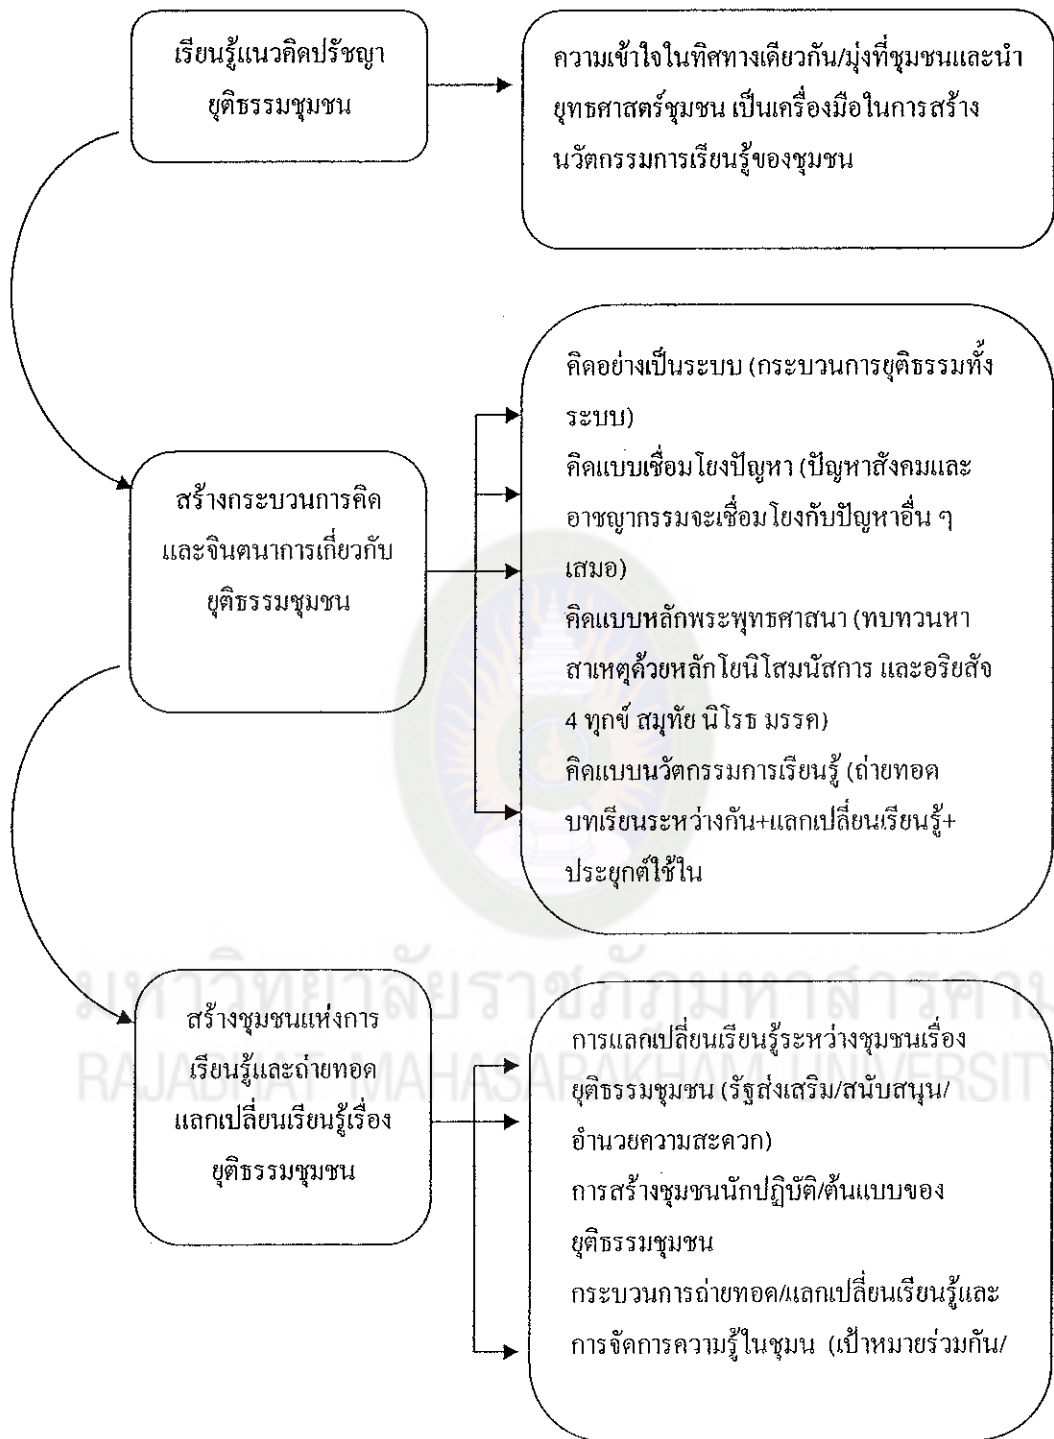 เรียนรู้แนวคิดปรัชญา
ยุติธรรมชุมชน
ความเข้าใจในทิศทางเดียวกัน/มุ่งที่ชุมชนและนำ
ยุทธศาสตร์ชุมชน เป็นเครื่องมือในการสร้าง
นวัตกรรมการเรียนรู้ของชุมชน
สร้างกระบวนการคิด
และจินตนาการเกี่ยวกับ
ยุติธรรมชุมชน
คิดอย่างเป็นระบบ (กระบวนการยุติธรรมทั้ง
ระบบ)
คิดแบบเชื่อมโยงปัญหา (ปัญหาสังคมและ
อาชญากรรมจะเชื่อมโยงกับปัญหาอื่น ๆ
เสมอ)
คิดแบบหลักพระพุทธศาสนา (ทบทวนหา
สาเหตุด้วยหลักโยนิโสมนัสการ และอริยสัจ
4 ทุกข์ สมุทัย นิโรธ มรรค)
คิดแบบนวัตกรรมการเรียนรู้ (ถ่ายทอด
บทเรียนระหว่างกัน+แลกเปลี่ยนเรียนรู้+
ประยุกต์ใช้ใน
สร้างชุมชนแห่งการ
เรียนรู้และถ่ายทอด
แลกเปลี่ยนเรียนรู้เรื่อง
ยุติธรรมชุมชน
การแลกเปลี่ยนเรียนรู้ระหว่างชุมชนเรื่อง
ยุติธรรมชุมชน (รัฐส่งเสริม/สนับสนุน/
อำนวยความสะดวก)
การสร้างชุมชนนักปฏิบัติ/ต้นแบบของ
ยุติธรรมชุมชน
กระบวนการถ่ายทอด/แลกเปลี่ยนเรียนรู้และ
การจัดการความรู้ในชุมน (เป้าหมายร่วมกัน/
มหาวิทยาลัยราชภัฏมหาสารคาม
RAJABHAT MAHASARAKHAM UNIVERSITY